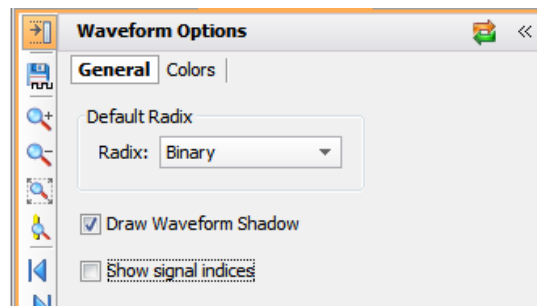 Waveform Options
General Colors
Default Radix
Radix: Binary
Draw Waveform Shadow
Show signal indices